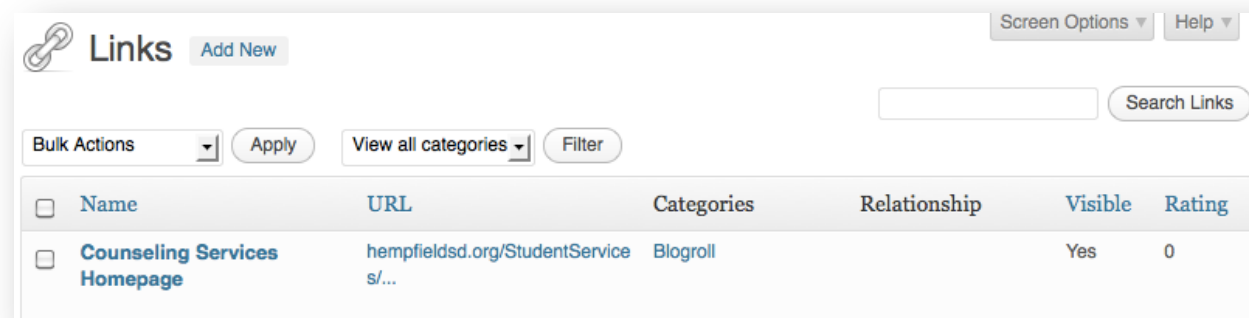 Screen Options Help
Links Add New
Search Links
Bulk Actions Apply View all categories Filter
Name URL Categories Relationship Visible Rating
Counseling Services hempfieldsd.org/StudentService Blogroll Yes 0
Homepage s/...